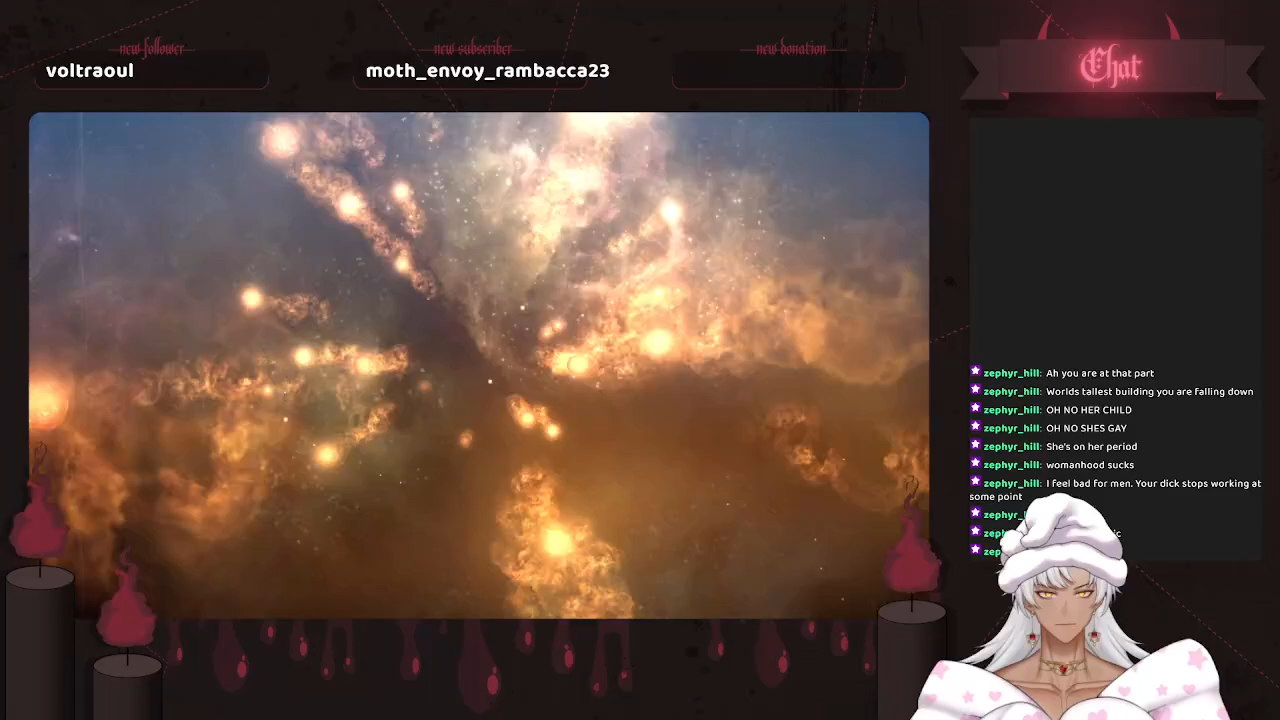 new follower
voltraoul
new subscriber
moth_envoy_rambacca23
new donation
Chat
zephyr_hill: Ah you are at that part
zephyr_hill: Worlds tallest building you are falling down
zephyr_hill: OH NO HER CHILD
zephyr_hill: OH NO SHES GAY
zephyr_hill: She's on her period
zephyr_hill: womanhood sucks
zephyr_hill: I feel bad for men. Your dick stops working at
some point